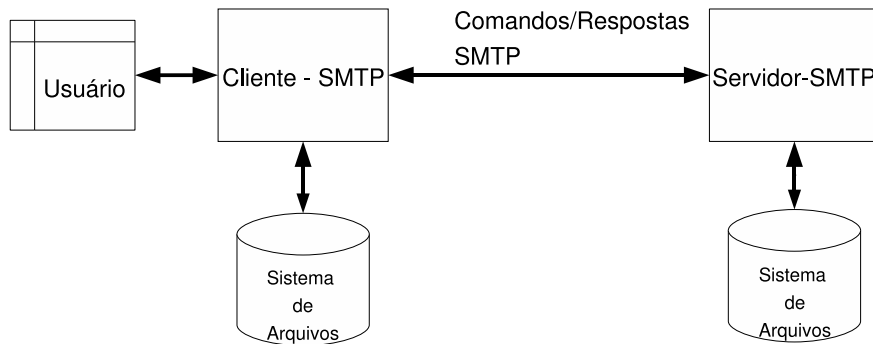 Comandos/Respostas
SMTP
Usuário
Cliente - SMTP
Servidor-SMTP
Sistema
de
Arquivos
Sistema
de
Arquivos